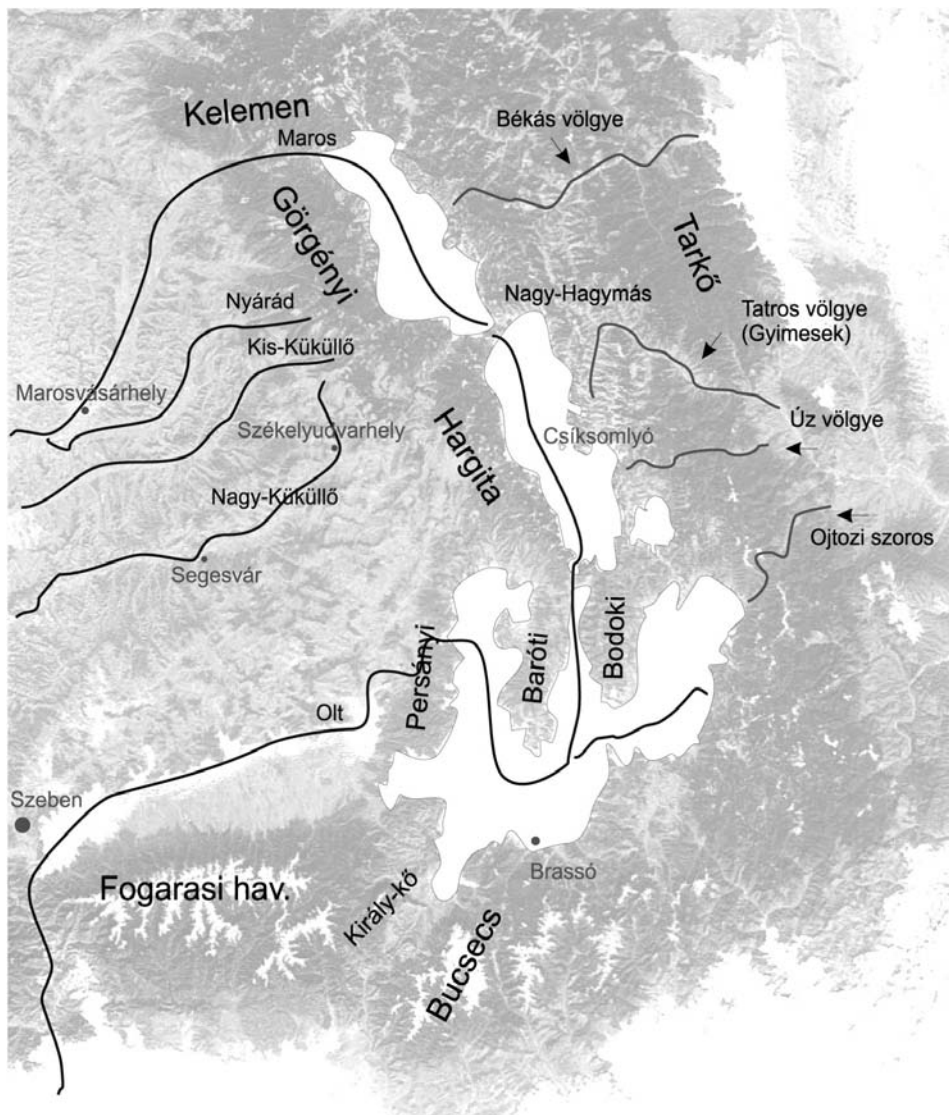 Kelemen
Maros
Békás völgye
Görgényi
Tarkő
Nagy-Hagymás
Nyárád
Tatros völgye
(Gyimesek)
Kis-Küküllő
Marosvásárhely
Hargita
Úz völgye
Székelyudvarhely
Csíksomlyó
Nagy-Küküllő
Ojtozi szoros
Segesvár
Persányi
Baróti
Bodoki
Olt
Szeben
Brassó
Fogarasi hav.
Király-kő
Bucsecs